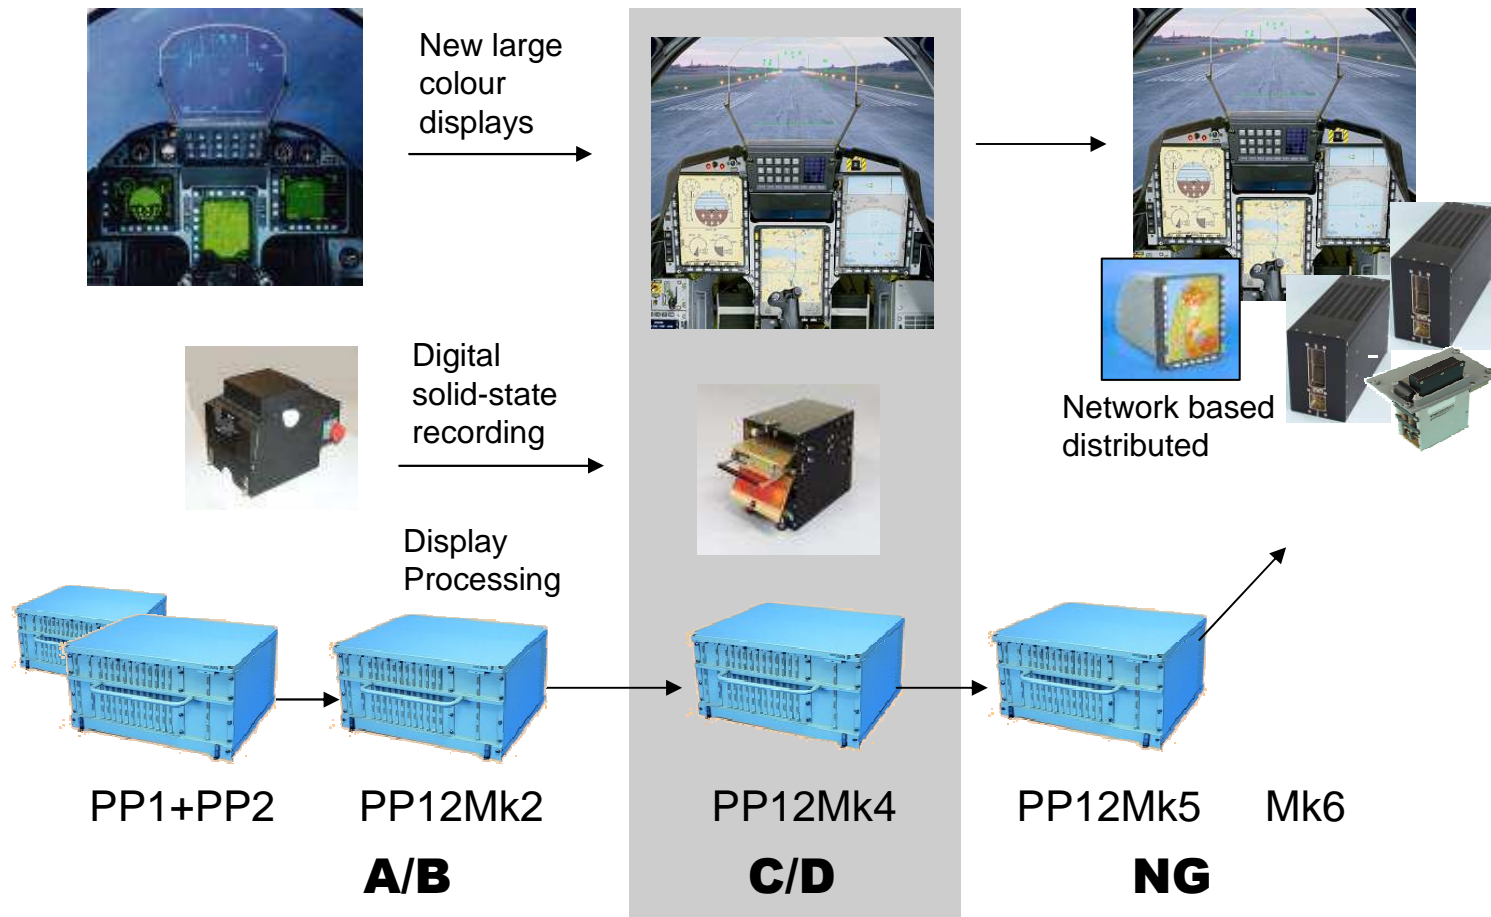 New large
colour
displays
Digital
solid-state
recording
Network based
distributed
Display
Processing
PP1+PP2
PP12Mk2
PP12Mk4
PP12Mk5
Mk6
A/B
C/D
NG